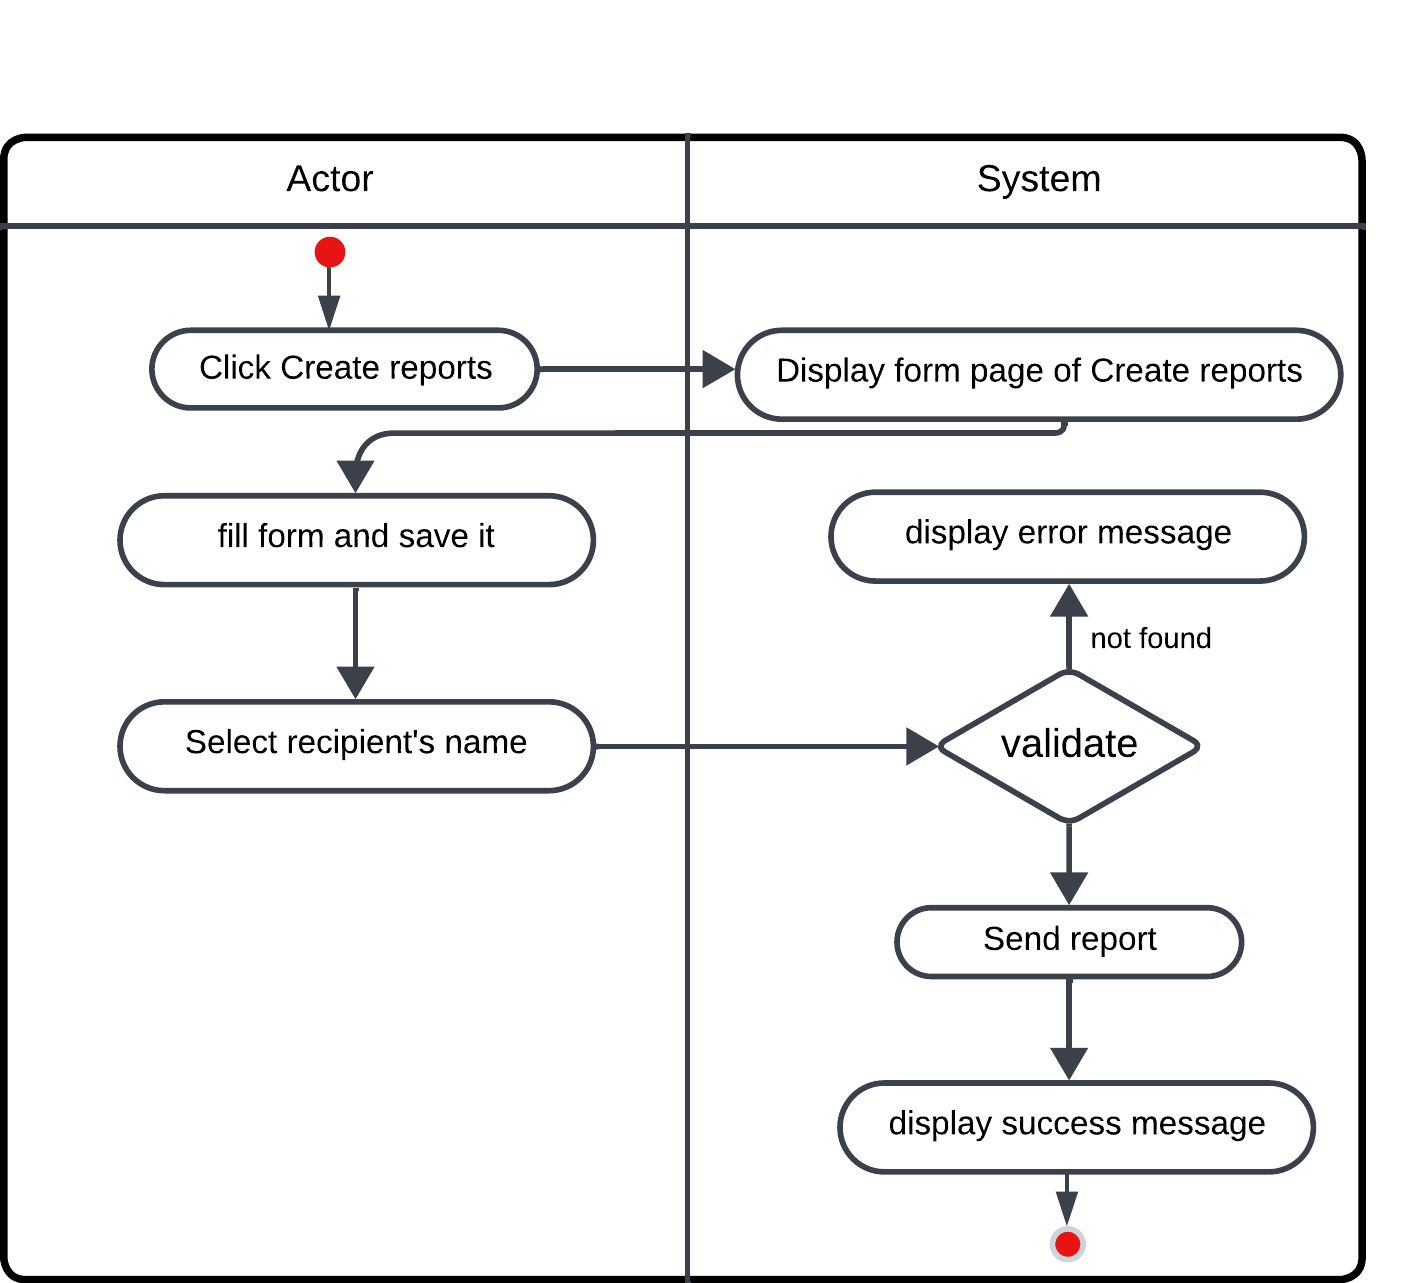 Actor
System
Click Create reports
Display form page of Create reports
fill form and save it
display error message
not found
Select recipient's name
validate
Send report
display success message